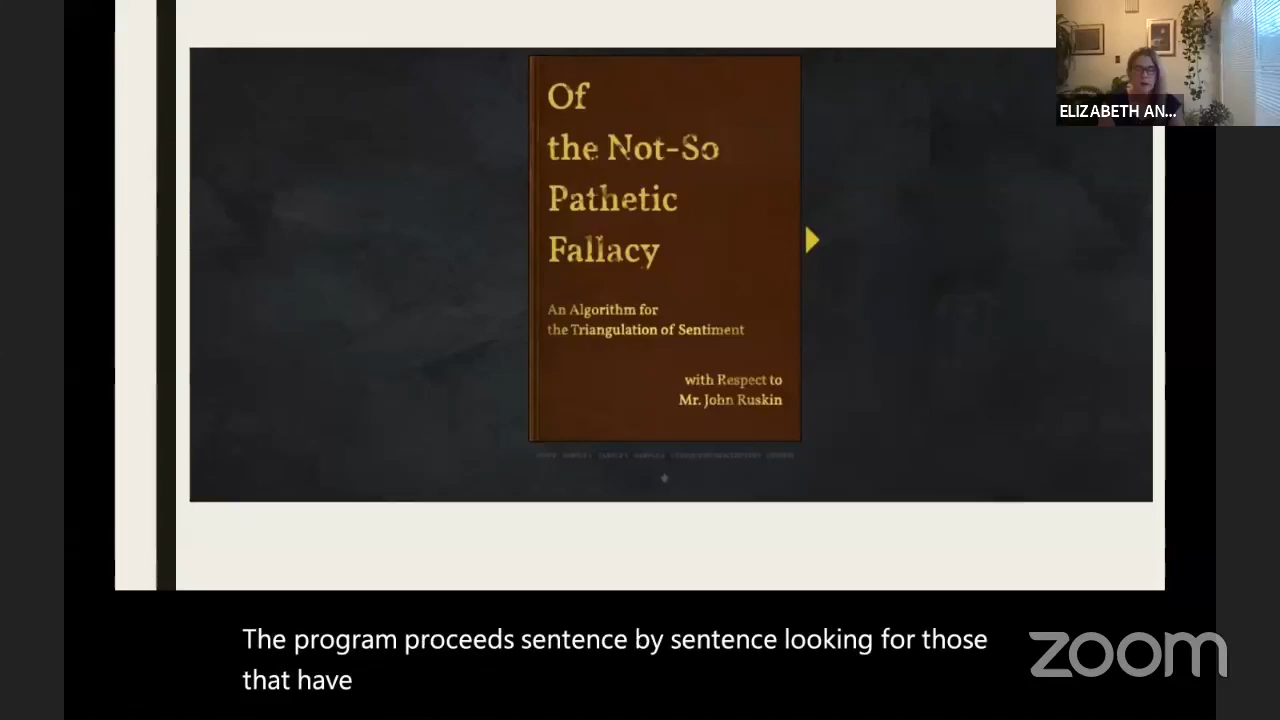 Of
the Not-So
Pathetic
Fallacy
An Algorithm for
the Triangulation of Sentiment
with Respect to
Mr. John Ruskin
ELIZABETH AN...
The program proceeds sentence by sentence looking for those
that have
zoom